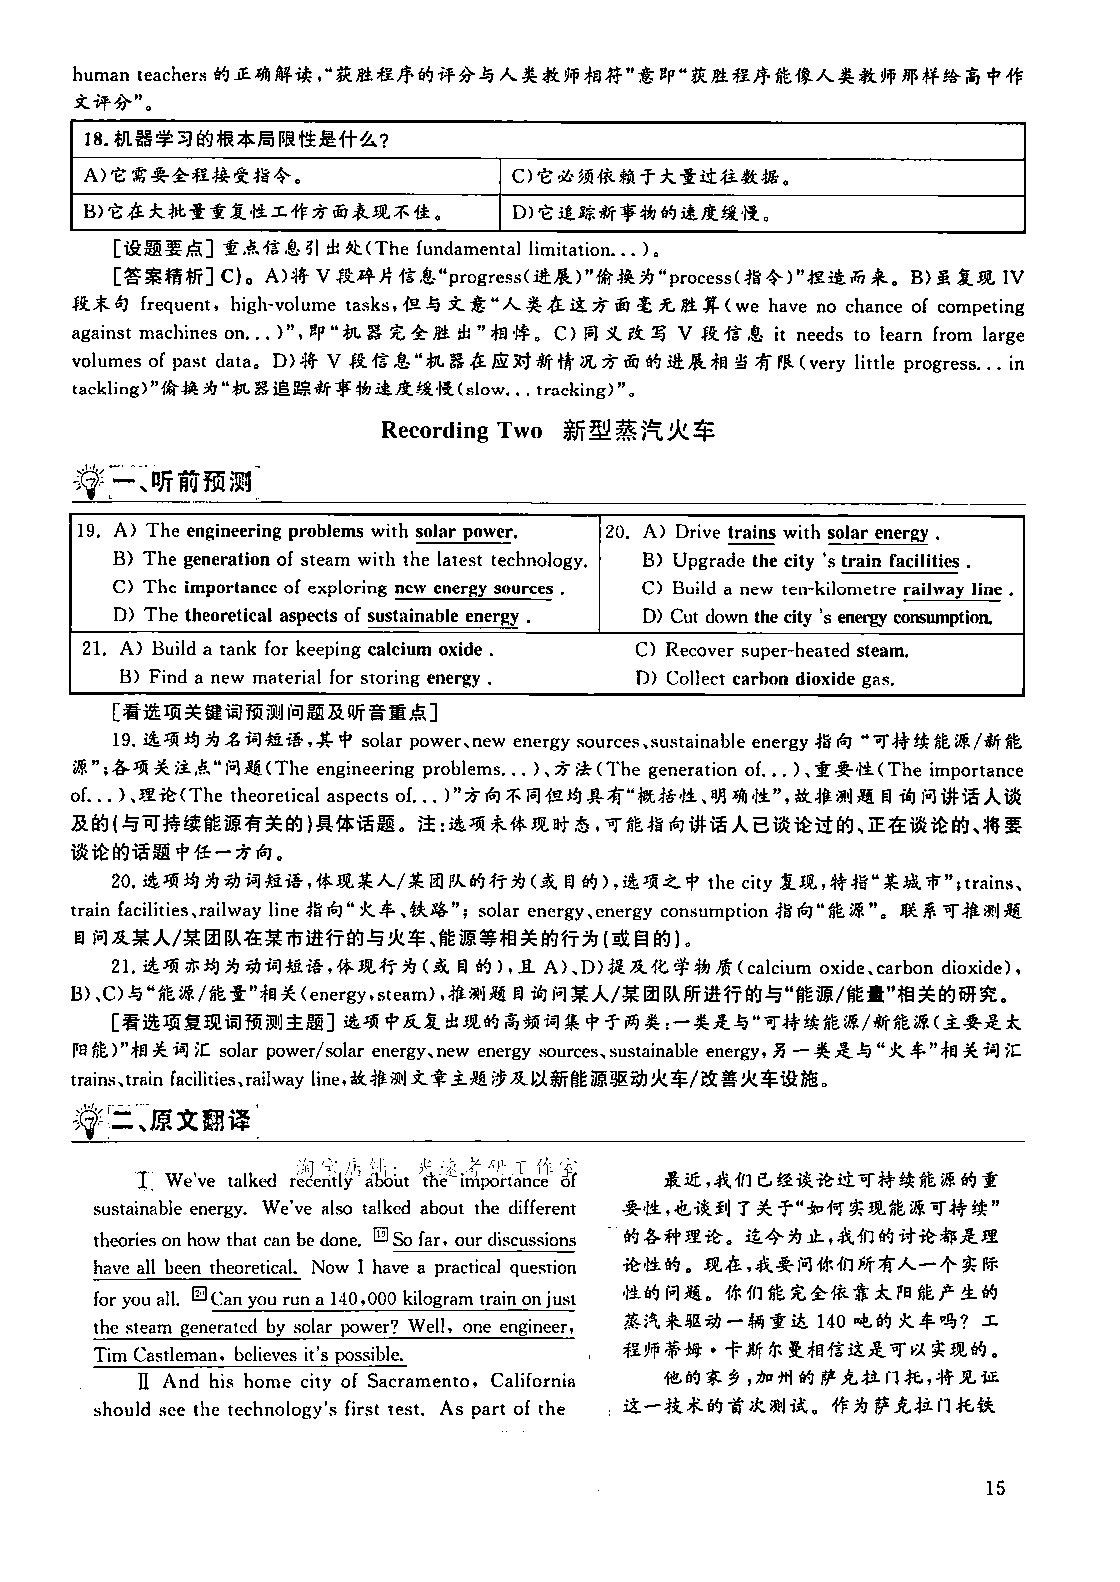 human teachers 的正确解读,“获胜程序的评分与人类教师相符”意即“获胜程序能像人类教师那样给高中作
文评分”。
18.机器学习的根本局限性是什么?
A)它需要全程接受指令。 C)它必须依赖于大量过往数据。
B)它在大批量重复性工作方面表现不佳。 D)它追踪新事物的速度缓慢。
[设题要点] 重点信息引出处(The fundamental limitation...)。
[答案精析] C)。A)将 V 段碎片信息“progress(进展)”偷换为“process(指令)”捏造而来。B)虽复现 IV
段末句 frequent, high-volume tasks,但与文意“人类在这方面毫无胜算(we have no chance of competing
against machines on...)”,即“机器完全胜出”相悖。C)同义改写 V 段信息 it needs to learn from large
volumes of past data。D)将 V 段信息“机器在应对新情况方面的进展相当有限(very little progress... in
tackling)”偷换为“机器追踪新事物速度缓慢(slow... tracking)”。
Recording Two 新型蒸汽火车
一、听前预测
19. A) The engineering problems with solar power. 20. A) Drive trains with solar energy.
B) The generation of steam with the latest technology. B) Upgrade the city's train facilities.
C) The importance of exploring new energy sources. C) Build a new ten-kilometre railway line.
D) The theoretical aspects of sustainable energy. D) Cut down the city's energy consumption.
21. A) Build a tank for keeping calcium oxide. C) Recover super-heated steam.
B) Find a new material for storing energy. D) Collect carbon dioxide gas.
[看选项关键词预测问题及听音重点]
19.选项均为名词短语,其中 solar power、new energy sources、sustainable energy 指向“可持续能源/新能
源”;各项关注点“问题(The engineering problems...)、方法(The generation of...)、重要性(The importance
of...)、理论(The theoretical aspects of...)”方向不同但均具有“概括性、明确性”,故推测题目询问讲话人谈
及的(与可持续能源有关的)具体话题。注:选项未体现时态,可能指向讲话人已谈论过的、正在谈论的、将要
谈论的话题中任一方向。
20.选项均为动词短语,体现某人/某团队的行为(或目的),选项之中 the city 复现,特指“某城市”;trains、
train facilities、railway line 指向“火车、铁路”; solar energy、energy consumption 指向“能源”。联系可推测题
目问及某人/某团队在某市进行的与火车、能源等相关的行为(或目的)。
21.选项亦均为动词短语,体现行为(或目的),且 A)、D)提及化学物质(calcium oxide、carbon dioxide),
B)、C)与“能源/能量”相关(energy,steam),推测题目询问某人/某团队所进行的与“能源/能量”相关的研究。
[看选项复现词预测主题] 选项中反复出现的高频词集中于两类:一类是与“可持续能源/新能源(主要是太
阳能)”相关词汇 solar power/solar energy、new energy sources、sustainable energy,另一类是与“火车”相关词汇
trains、train facilities、railway line,故推测文章主题涉及以新能源驱动火车/改善火车设施。
二、原文翻译
I We've talked recently about the importance of
sustainable energy. We've also talked about the different
theories on how that can be done. [19] So far, our discussions
have all been theoretical. Now I have a practical question
for you all. [20] Can you run a 140,000 kilogram train on just
the steam generated by solar power? Well, one engineer,
Tim Castleman, believes it's possible.
II And his home city of Sacramento, California
should see the technology's first test. As part of the
最近,我们已经谈论过可持续能源的重
要性,也谈到了关于“如何实现能源可持续”
的各种理论。迄今为止,我们的讨论都是理
论性的。现在,我要问你们所有人一个实际
性的问题。你们能完全依靠太阳能产生的
蒸汽来驱动一辆重达 140 吨的火车吗? 工
程师蒂姆·卡斯尔曼相信这是可以实现的。
他的家乡,加州的萨克拉门托,将见证
这一技术的首次测试。作为萨克拉门托铁
15